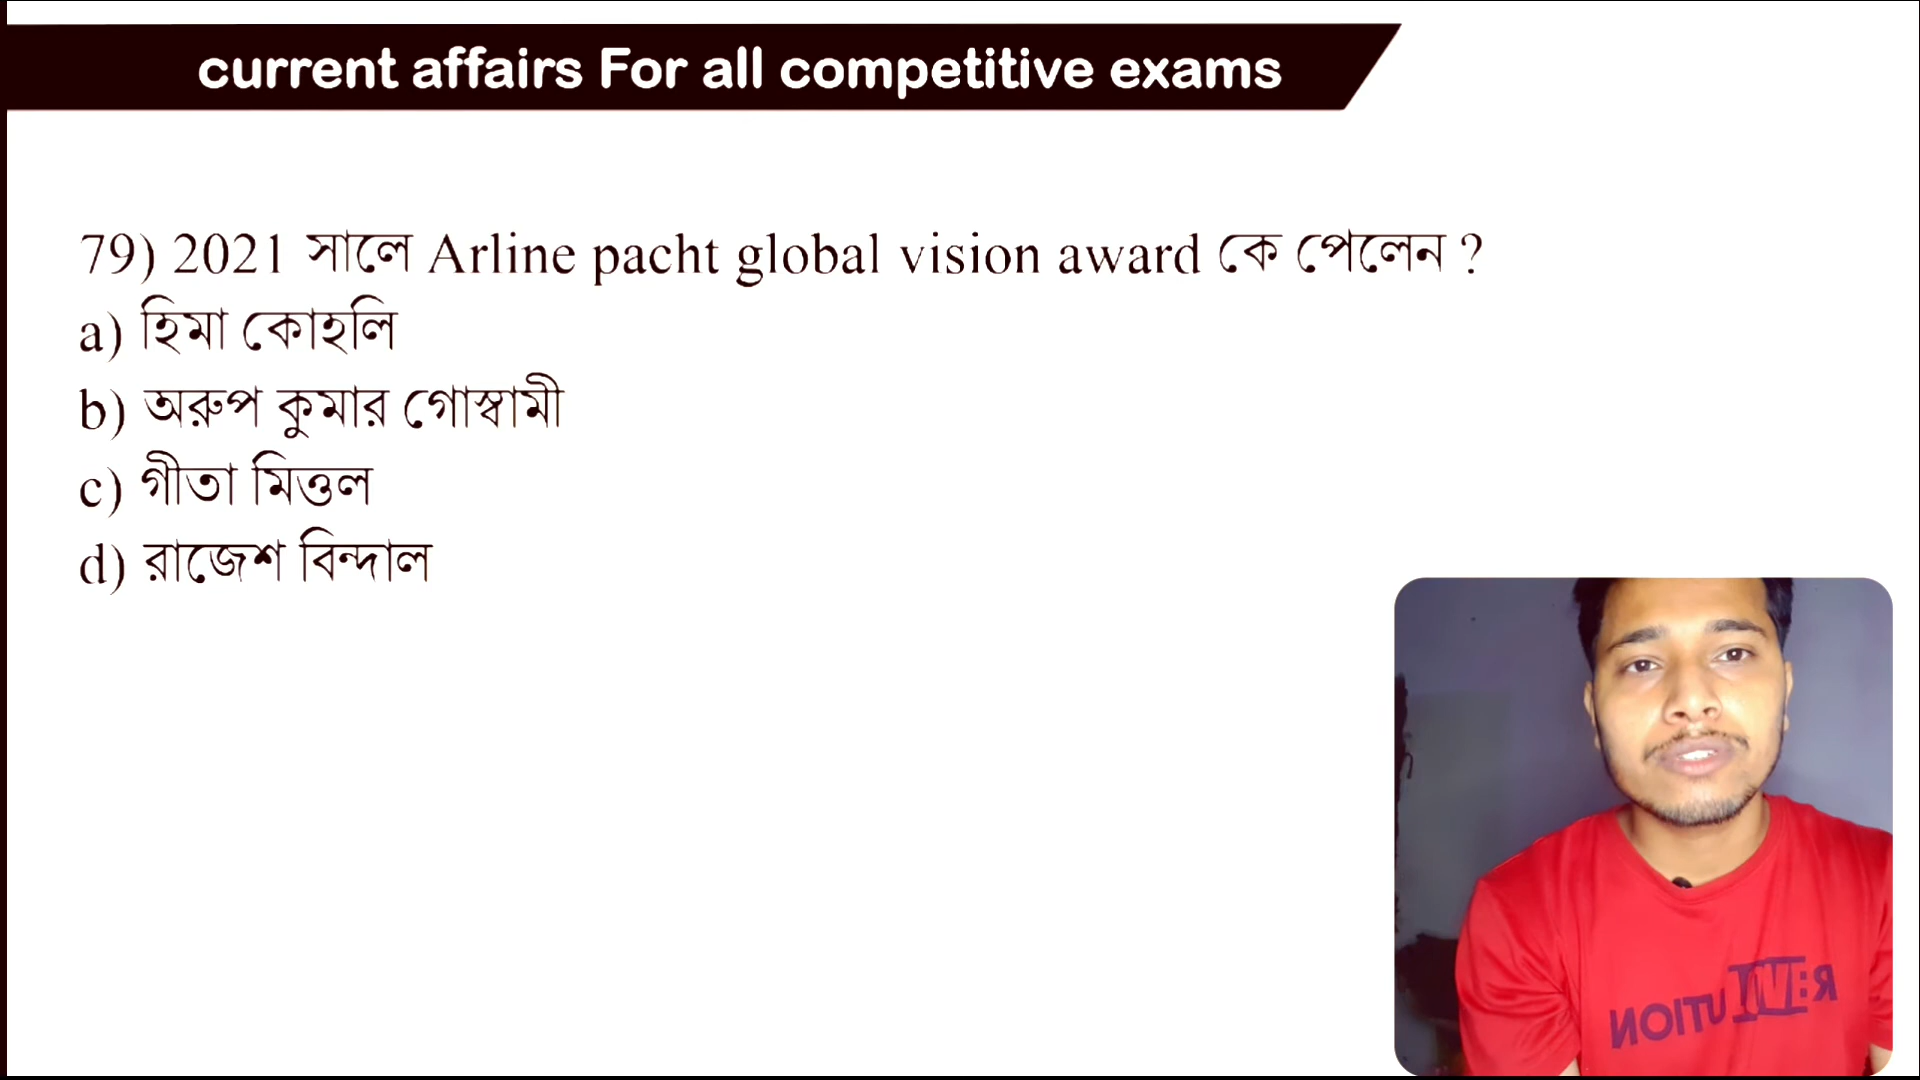 current affairs For all competitive exams
79) 2021 সালে Arline pacht global vision award কে পেলেন ?
a) হিমা কোহলি
b) অরুপ কুমার গোস্বামী
c) গীতা মিত্তল
d) রাজেশ বিন্দাল